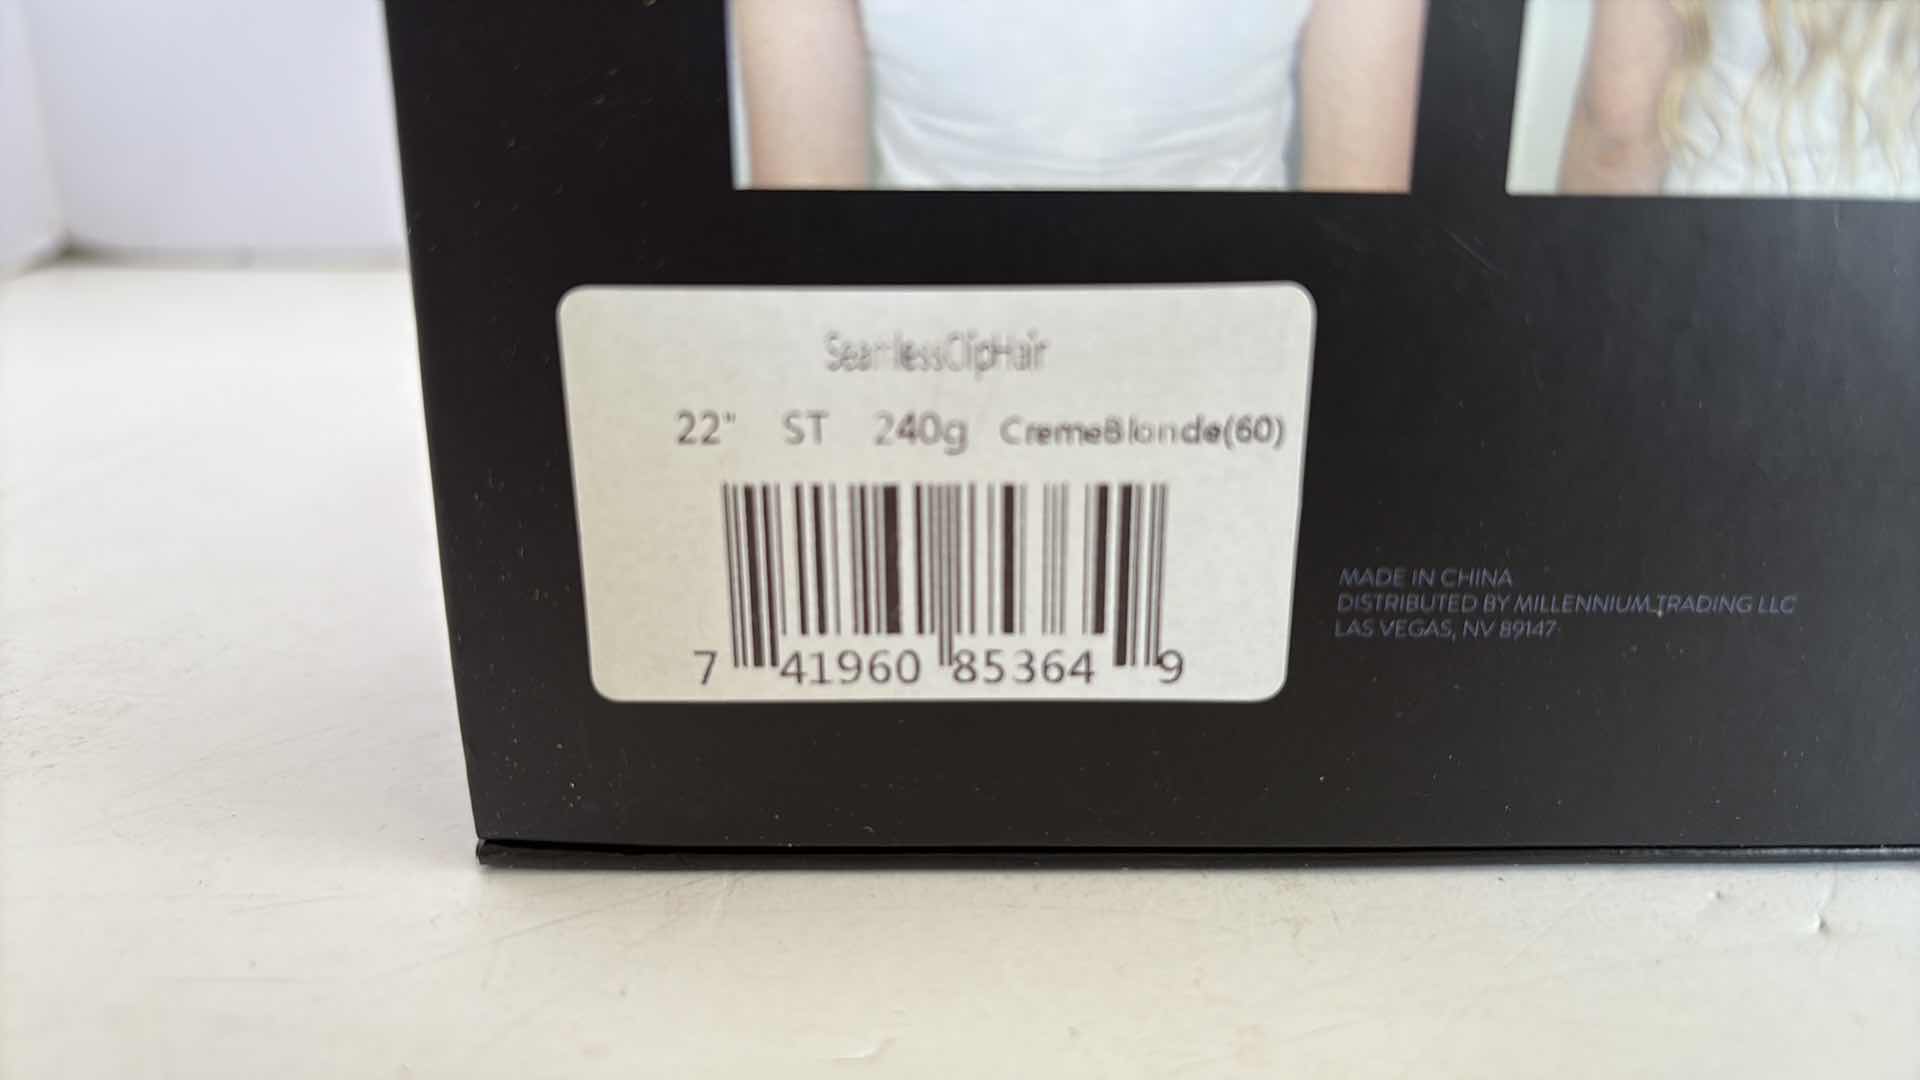 SeamlessClipHair
22" ST 240g CremeBlonde(60)
7 41960 85364 9
MADE IN CHINA
DISTRIBUTED BY MILLENNIUM TRADING LLC
LAS VEGAS, NV 89147